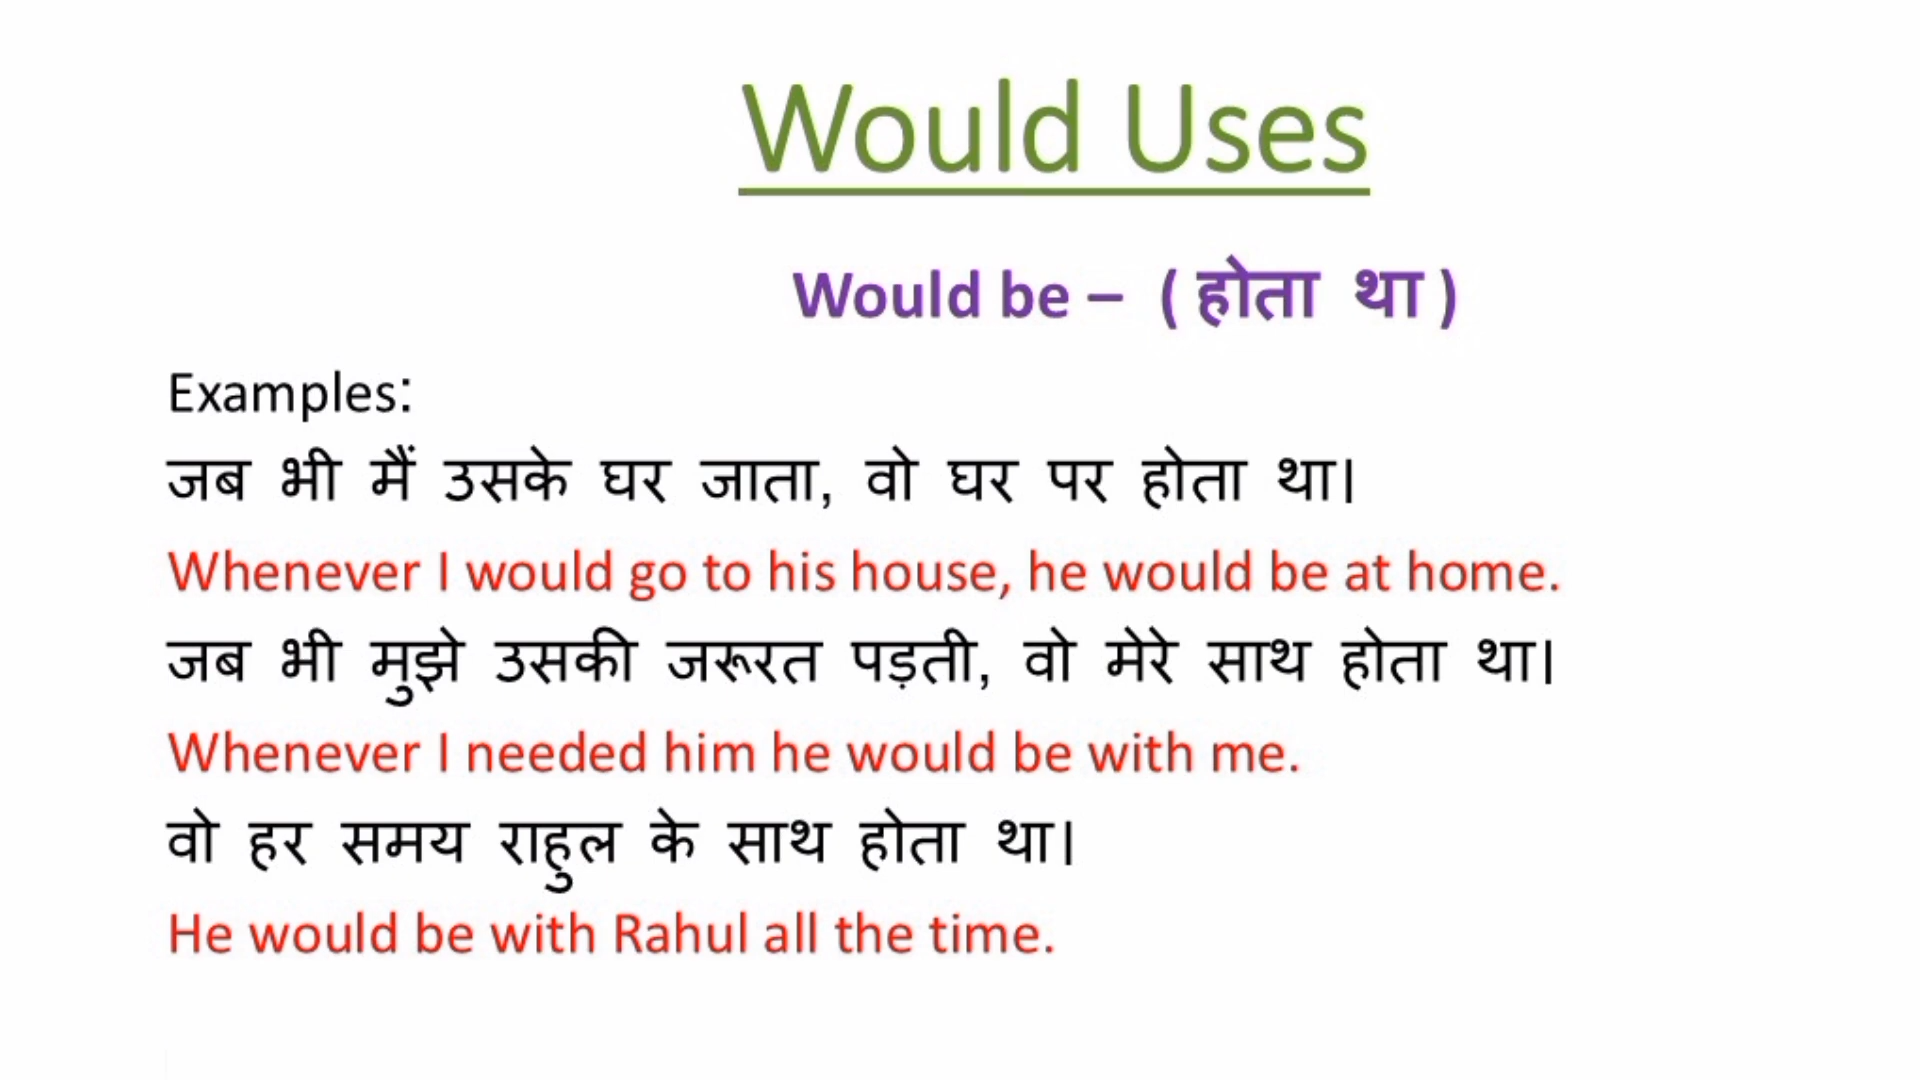 Would Uses
Would be – ( होता था )
Examples:
जब भी मैं उसके घर जाता, वो घर पर होता था।
Whenever I would go to his house, he would be at home.
जब भी मुझे उसकी जरूरत पड़ती, वो मेरे साथ होता था।
Whenever I needed him he would be with me.
वो हर समय राहुल के साथ होता था।
He would be with Rahul all the time.